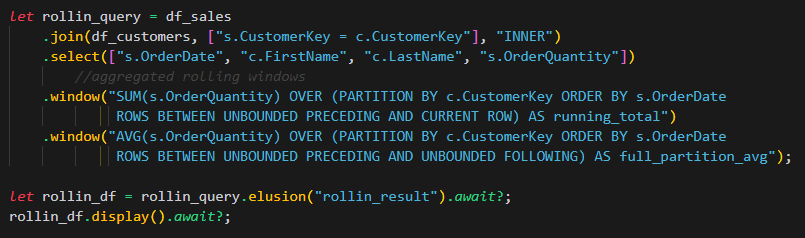 let rollin_query = df_sales
.join(df_customers, ["s.CustomerKey = c.CustomerKey"], "INNER")
.select(["s.OrderDate", "c.FirstName", "c.LastName", "s.OrderQuantity"])
//aggregated rolling windows
.window("SUM(s.OrderQuantity) OVER (PARTITION BY c.CustomerKey ORDER BY s.OrderDate
ROWS BETWEEN UNBOUNDED PRECEDING AND CURRENT ROW) AS running_total")
.window("AVG(s.OrderQuantity) OVER (PARTITION BY c.CustomerKey ORDER BY s.OrderDate
ROWS BETWEEN UNBOUNDED PRECEDING AND UNBOUNDED FOLLOWING) AS full_partition_avg");
let rollin_df = rollin_query.elusion("rollin_result").await?;
rollin_df.display().await?;